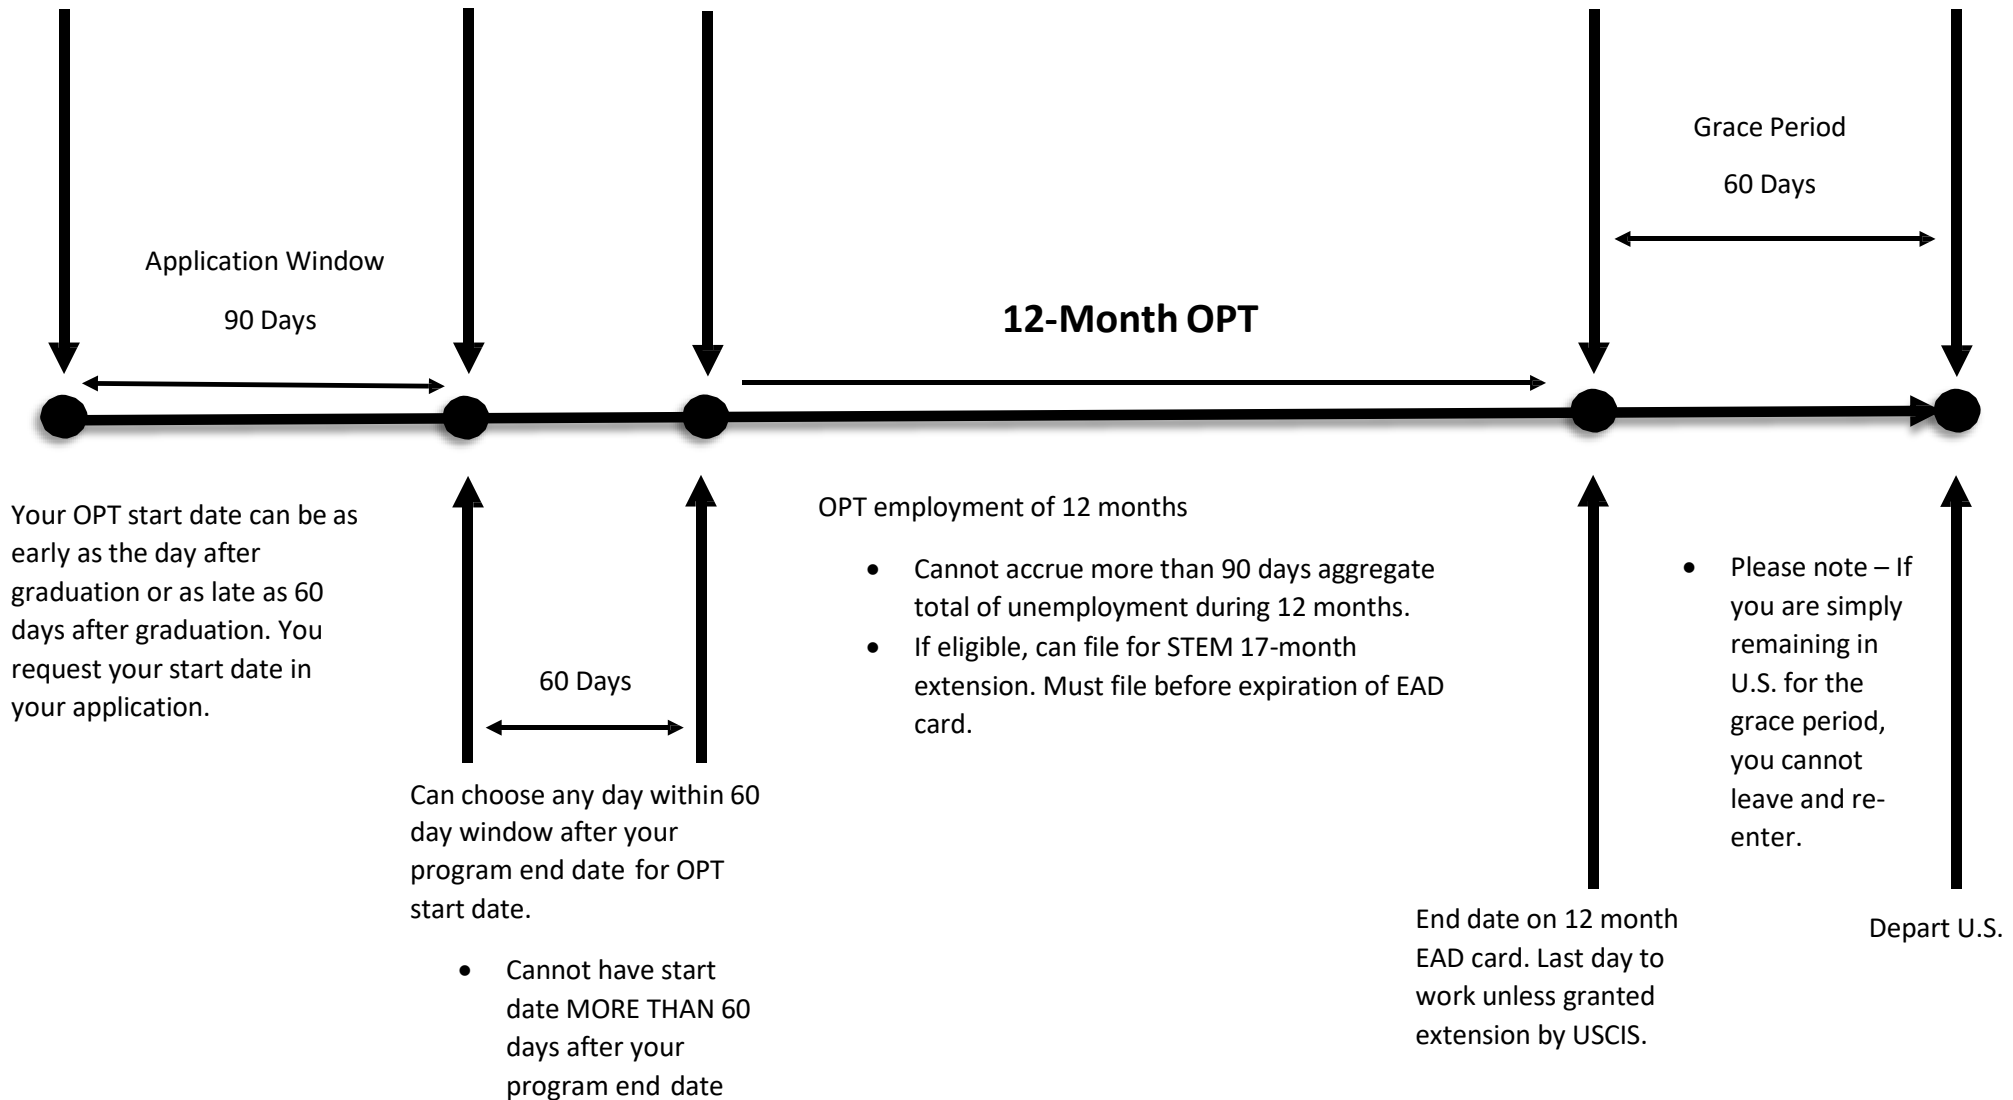 Application Window
90 Days
Grace Period
60 Days
12-Month OPT
Your OPT start date can be as
early as the day after
graduation or as late as 60
days after graduation. You
request your start date in
your application.
60 Days
Can choose any day within 60
day window after your
program end date for OPT
start date.
• Cannot have start
date MORE THAN 60
days after your
program end date
OPT employment of 12 months
• Cannot accrue more than 90 days aggregate
total of unemployment during 12 months.
• If eligible, can file for STEM 17-month
extension. Must file before expiration of EAD
card.
End date on 12 month
EAD card. Last day to
work unless granted
extension by USCIS.
• Please note – If
you are simply
remaining in
U.S. for the
grace period,
you cannot
leave and re-
enter.
Depart U.S.